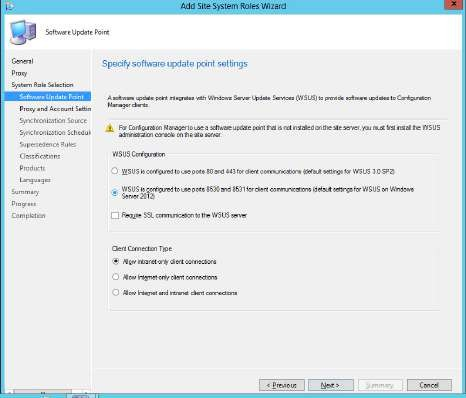 Add Site System Roles Wizard
x
Software Update Point
General
Proxy
System Role Selection
Software Update Point
Proxy and Account Settin
Synchronization Source
Synchronization Schedul
Supersedence Rules
Classifications
Products
Languages
Summary
Progress
Completion
Specify software update point settings
A software update point integrates with Windows Server Update Services (WSUS) to provide software updates to Configuration
Manager clients.
For Configuration Manager to use a software update point that is not installed on the site server, you must first install the WSUS
administration console on the site server.
WSUS Configuration
WSUS is configured to use ports 80 and 443 for client communications (default settings for WSUS 3.0 SP2)
WSUS is configured to use ports 8530 and 8531 for client communications (default settings for WSUS on Windows
Server 2012)
Require SSL communication to the WSUS server
Client Connection Type
Allow intranet-only client connections
Allow Internet-only client connections
Allow Internet and intranet client connections
< Previous
Next >
Summary
Cancel